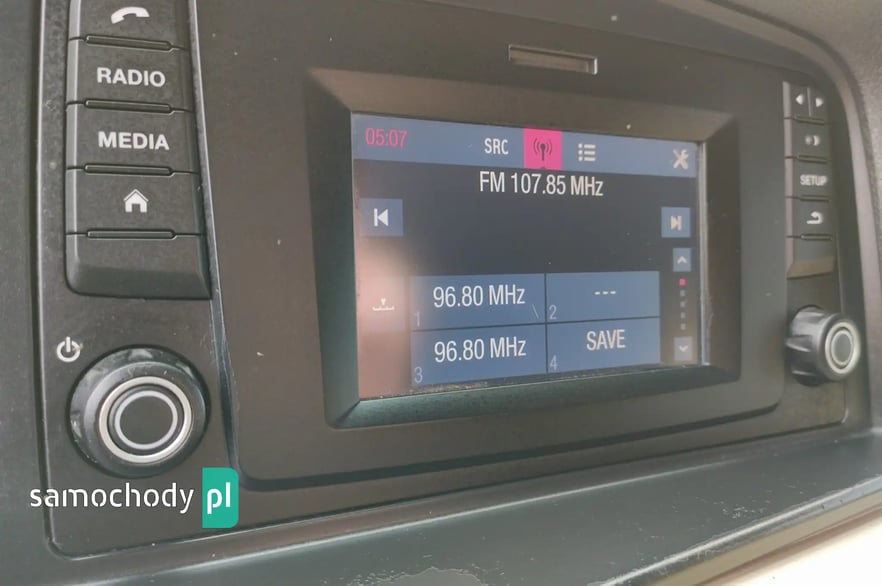 RADIO
MEDIA
05:07
SRC
FM 107.85 MHz
96.80 MHz
1
---
2
96.80 MHz
3
SAVE
4
SETUP
samochody pl